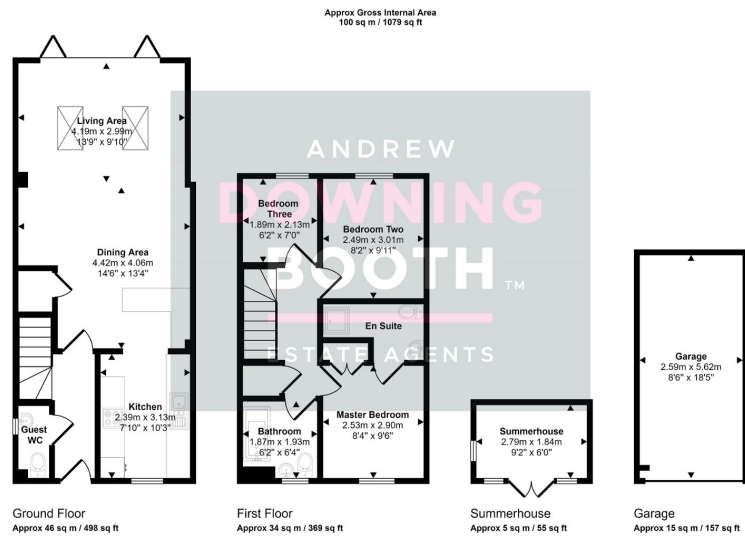 Approx Gross Internal Area
100 sq m / 1079 sq ft
Living Area
4.19m x 2.99m
13'9" x 9'10"
Dining Area
4.42m x 4.06m
14'6" x 13'4"
Kitchen
2.39m x 3.13m
7'10" x 10'3"
Guest
WC
Ground Floor
Approx 46 sq m / 498 sq ft
ANDREW
DOWNING
BOOTH™
ESTATE AGENTS
Bedroom
Three
1.89m x 2.13m
6'2" x 7'0"
Bedroom Two
2.49m x 3.01m
8'2" x 9'11"
En Suite
Master Bedroom
2.53m x 2.90m
8'4" x 9'6"
Bathroom
1.87m x 1.93m
6'2" x 6'4"
First Floor
Approx 34 sq m / 369 sq ft
Summerhouse
2.79m x 1.84m
9'2" x 6'0"
Summerhouse
Approx 5 sq m / 55 sq ft
Garage
2.59m x 5.62m
8'6" x 18'5"
Garage
Approx 15 sq m / 157 sq ft